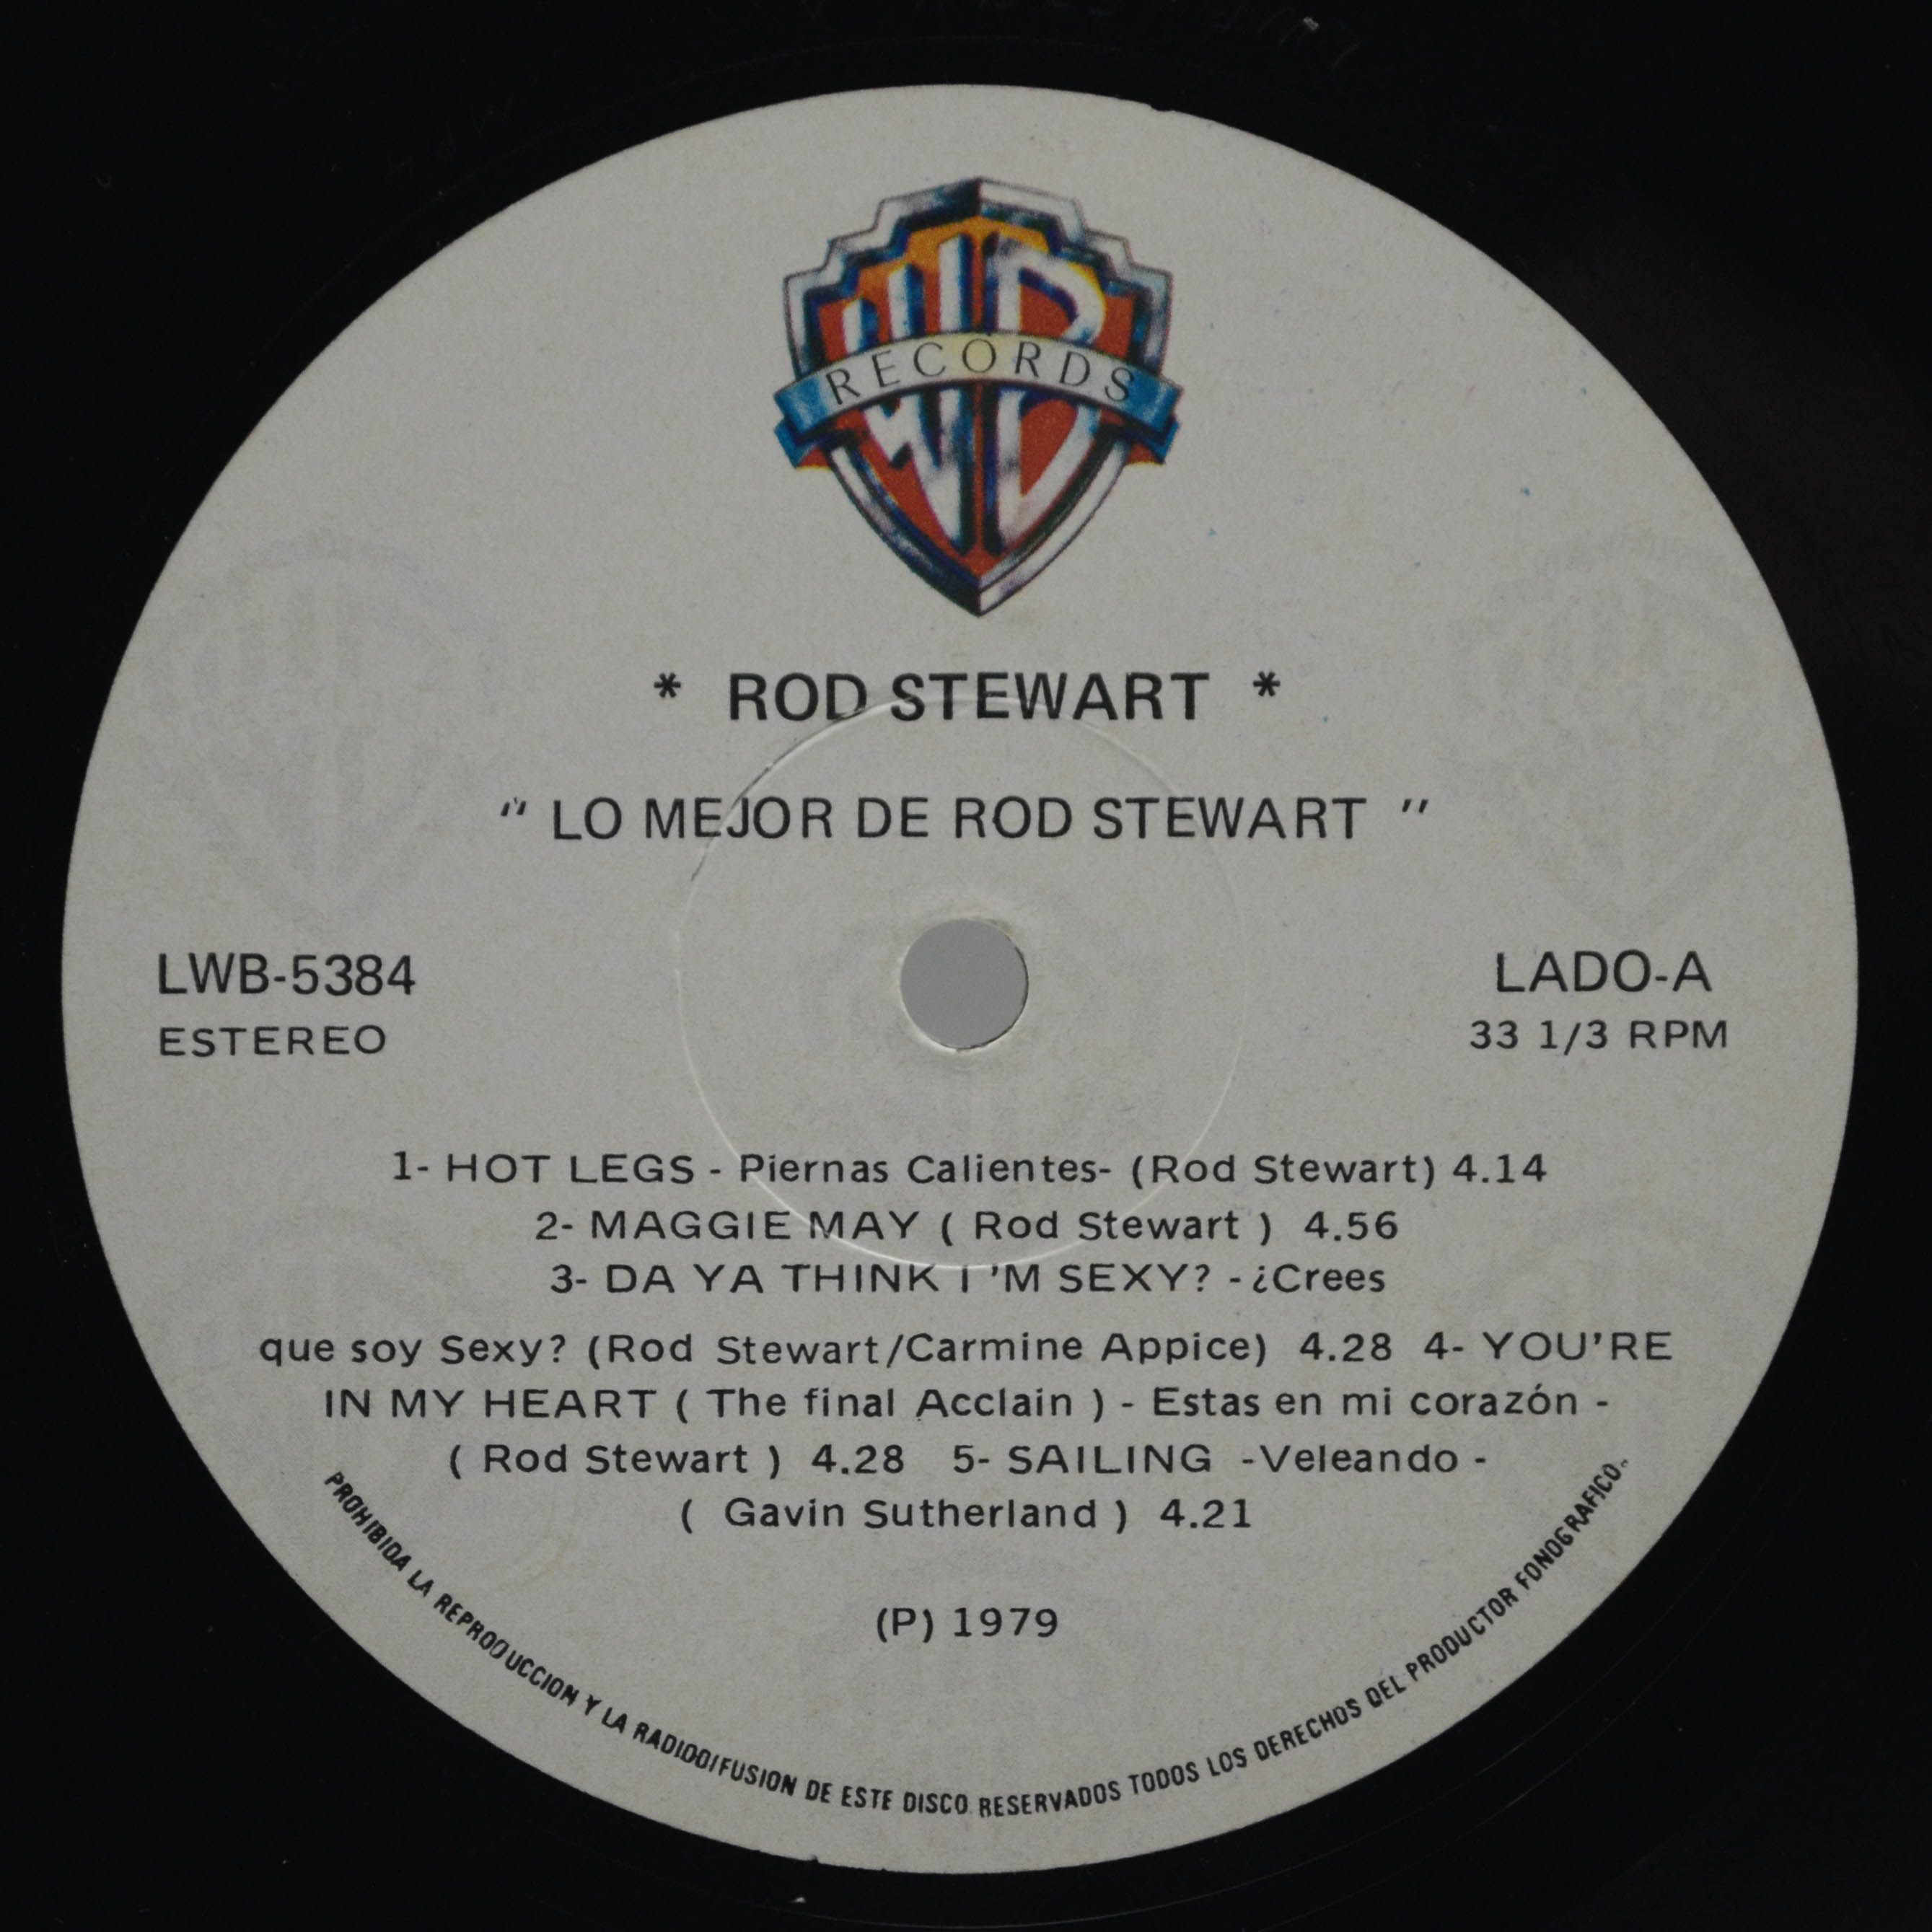 WB
RECORDS
* ROD STEWART *
" LO MEJOR DE ROD STEWART "
LWB-5384
ESTEREO
LADO-A
33 1/3 RPM
1- HOT LEGS - Piernas Calientes- (Rod Stewart) 4.14
2- MAGGIE MAY ( Rod Stewart ) 4.56
3- DA YA THINK I 'M SEXY? - ¿Crees
que soy Sexy? (Rod Stewart/Carmine Appice) 4.28 4- YOU'RE
IN MY HEART ( The final Acclain ) - Estas en mi corazón -
( Rod Stewart ) 4.28 5- SAILING -Veleando -
( Gavin Sutherland ) 4.21
(P) 1979
PROHIBIDA LA REPRODUCCION Y LA RADIODIFUSION DE ESTE DISCO. RESERVADOS TODOS LOS DERECHOS DEL PRODUCTOR FONOGRAFICO.